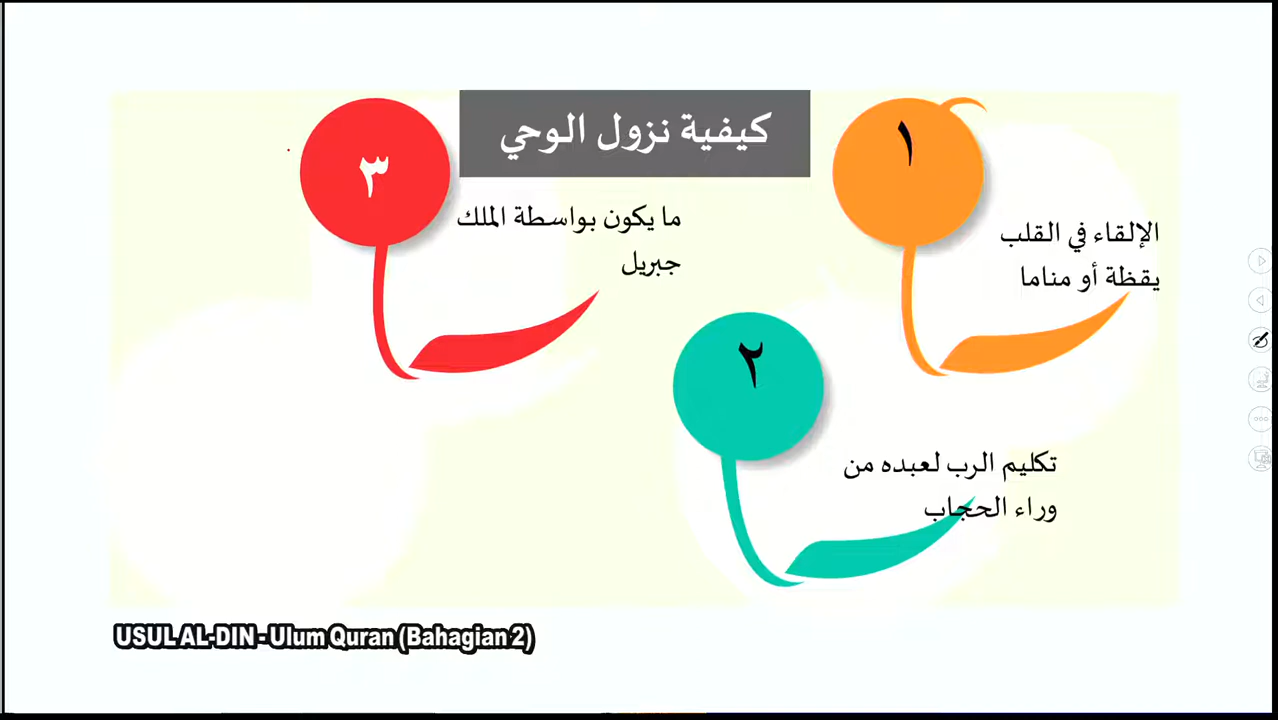 كيفية نزول الوحي
١
الإلقاء في القلب
يقظة أو مناما
٢
تكليم الرب لعبده من
وراء الحجاب
٣
ما يكون بواسطة الملك
جبريل
USUL AL-DIN - Ulum Quran (Bahagian 2)